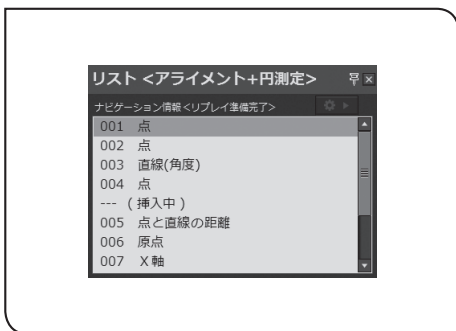 リスト <アライメント+円測定>
ナビゲーション情報<リプレイ準備完了>
001 点
002 点
003 直線(角度)
004 点
--- ( 挿入中 )
005 点と直線の距離
006 原点
007 X 軸